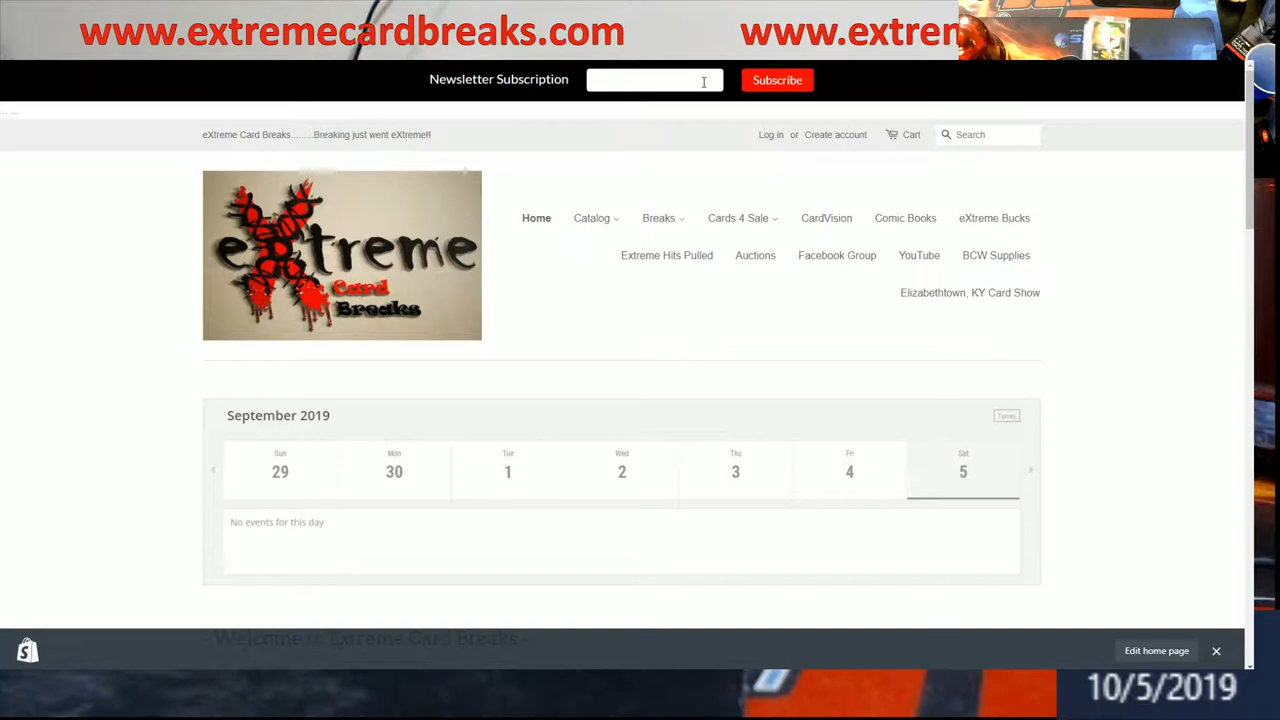 www.extremecardbreaks.com www.extrem
Newsletter Subscription Subscribe
eXtreme Card Breaks........Breaking just went eXtreme!!
Log in or Create account Cart Search
eXtreme
Card
Breaks
Home Catalog Breaks Cards 4 Sale CardVision Comic Books eXtreme Bucks
Extreme Hits Pulled Auctions Facebook Group YouTube BCW Supplies
Elizabethtown, KY Card Show
September 2019 Today
Sun Mon Tue Wed Thu Fri Sat
29 30 1 2 3 4 5
No events for this day
Welcome to Extreme Card Breaks
Edit home page
10/5/2019